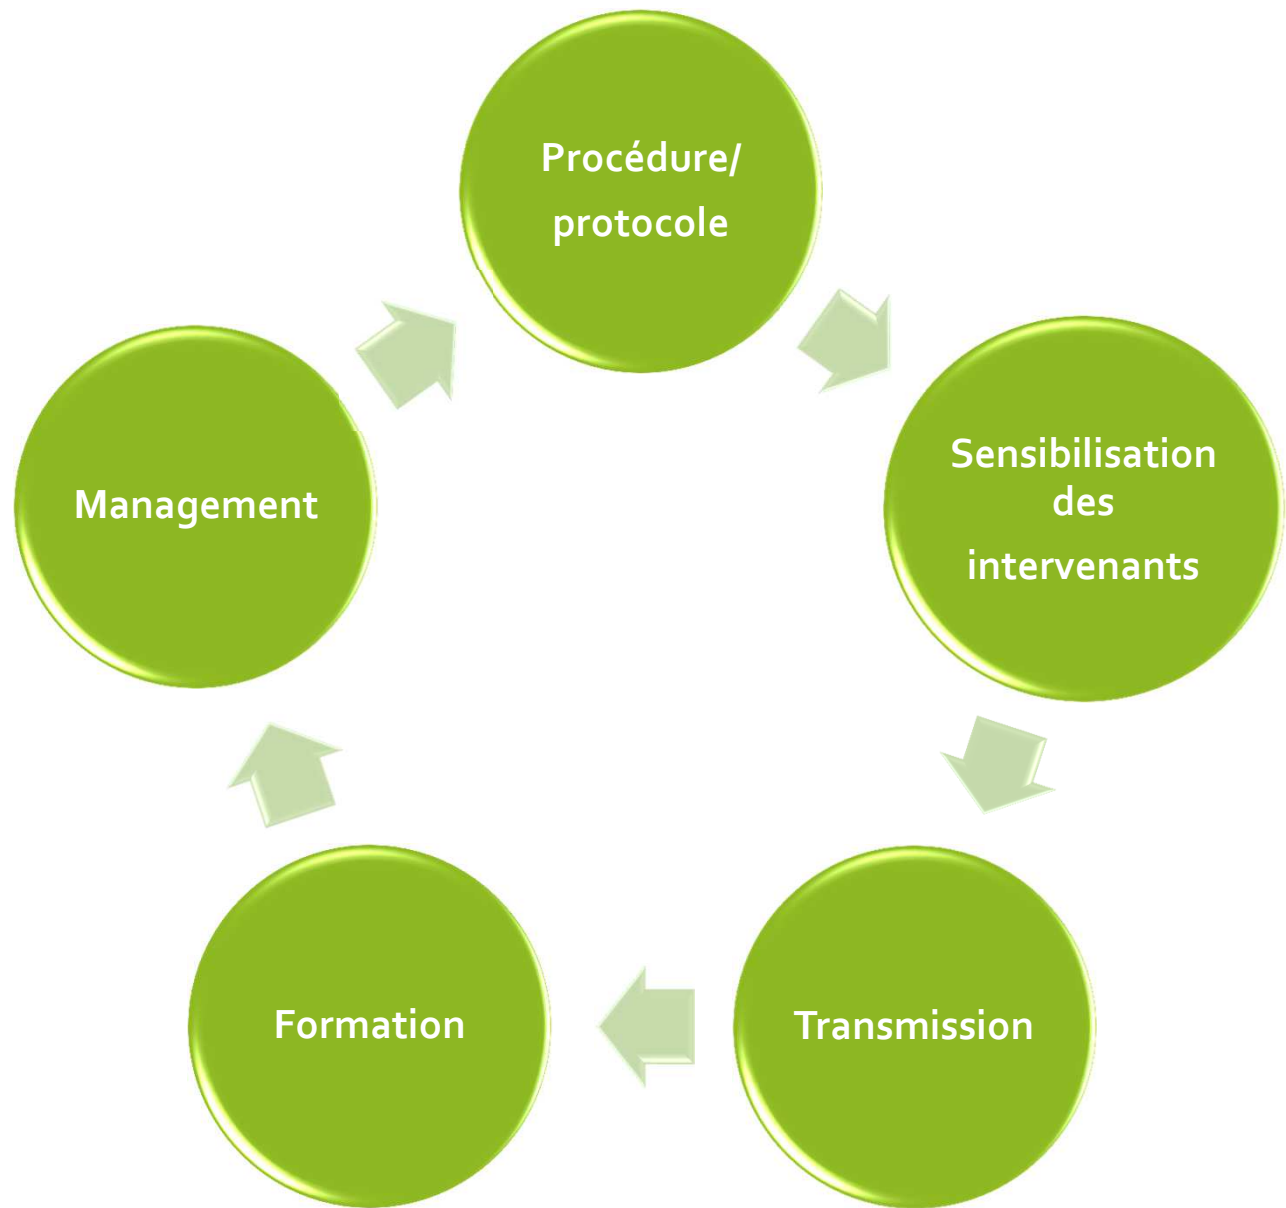 Procédure/
protocole
Sensibilisation
des
intervenants
Transmission
Formation
Management